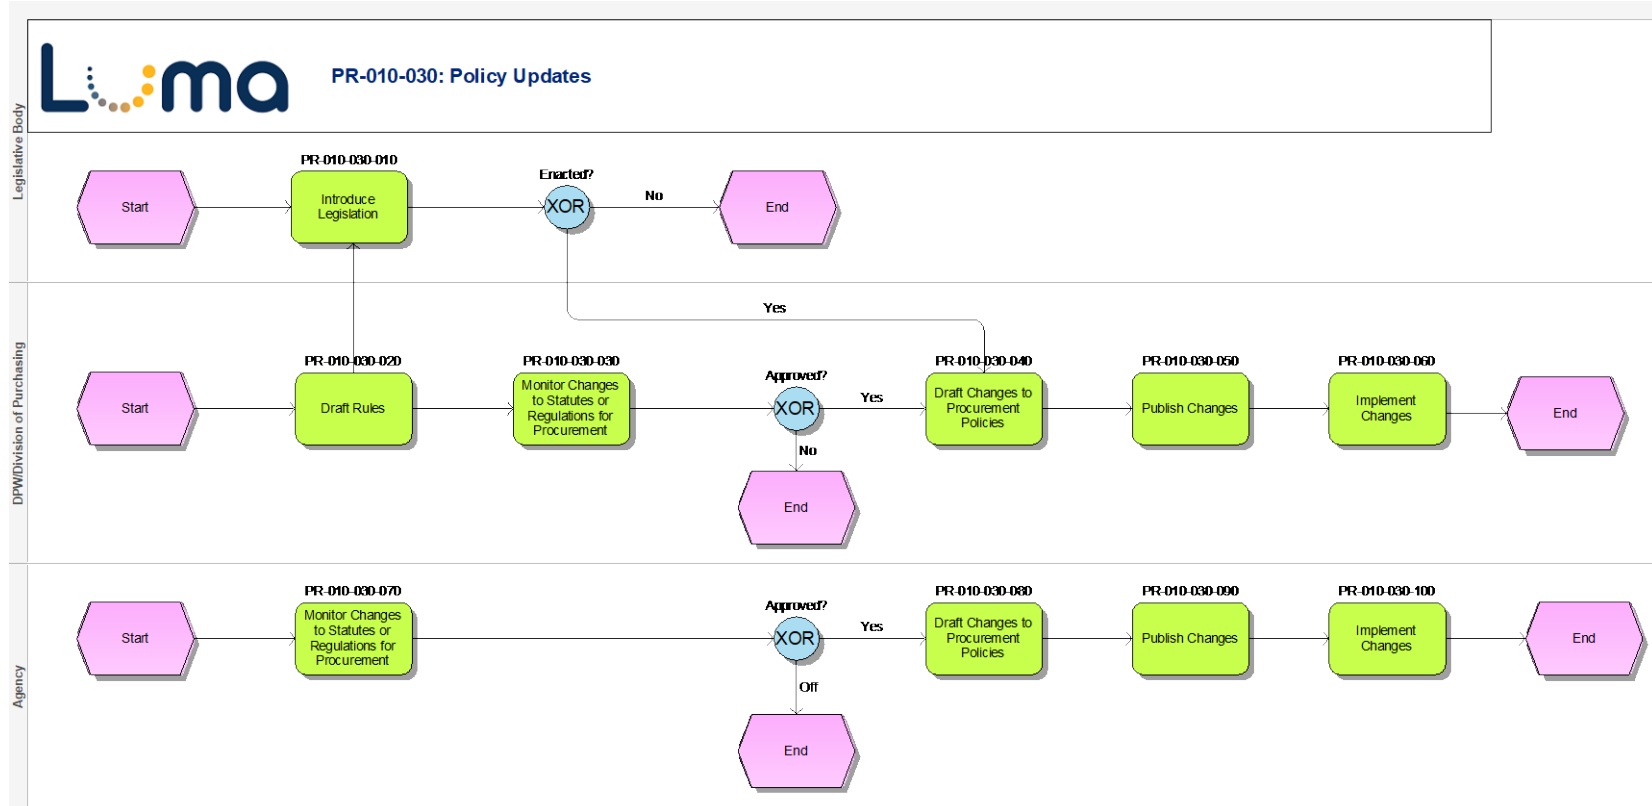 Luma
PR-010-030: Policy Updates
Legislative Body
PR-010-030-010
Enacted?
Start
Introduce
Legislation
XOR
No
End
Yes
DPW/Division of Purchasing
PR-010-030-020
PR-010-030-030
Approved?
PR-010-030-040
PR-010-030-050
PR-010-030-060
Start
Draft Rules
Monitor Changes
to Statutes or
Regulations for
Procurement
XOR
Yes
Draft Changes to
Procurement
Policies
Publish Changes
Implement
Changes
End
No
End
Agency
PR-010-030-070
Approved?
PR-010-030-080
PR-010-030-090
PR-010-030-100
Start
Monitor Changes
to Statutes or
Regulations for
Procurement
XOR
Yes
Draft Changes to
Procurement
Policies
Publish Changes
Implement
Changes
End
Off
End